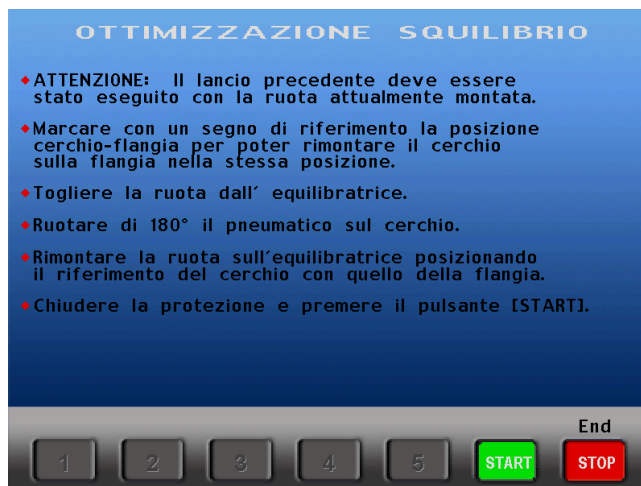 OTTIMIZZAZIONE SQUILIBRIO
ATTENZIONE: Il lancio precedente deve essere
stato eseguito con la ruota attualmente montata.
Marcare con un segno di riferimento la posizione
cerchio-flangia per poter rimontare il cerchio
sulla flangia nella stessa posizione.
Togliere la ruota dall´ equilibratrice.
Ruotare di 180° il pneumatico sul cerchio.
Rimontare la ruota sull´equilibratrice posizionando
il riferimento del cerchio con quello della flangia.
Chiudere la protezione e premere il pulsante [START].
End
1 2 3 4 5 START STOP